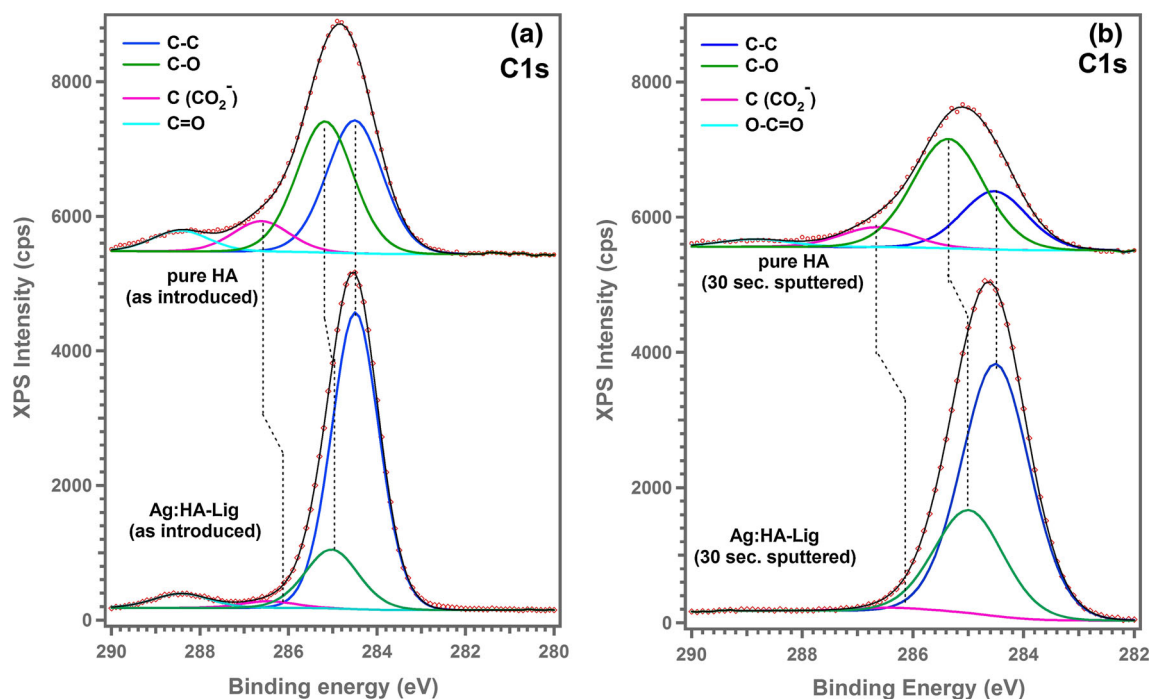 (a)
C1s
C-C
C-O
C (CO₂⁻)
C=O
8000
6000
4000
2000
0
XPS Intensity (cps)
pure HA
(as introduced)
Ag:HA-Lig
(as introduced)
290
288
286
284
282
280
Binding energy (eV)
(b)
C1s
C-C
C-O
C (CO₂⁻)
O-C=O
8000
6000
4000
2000
0
XPS Intensity (cps)
pure HA
(30 sec. sputtered)
Ag:HA-Lig
(30 sec. sputtered)
290
288
286
284
282
Binding Energy (eV)